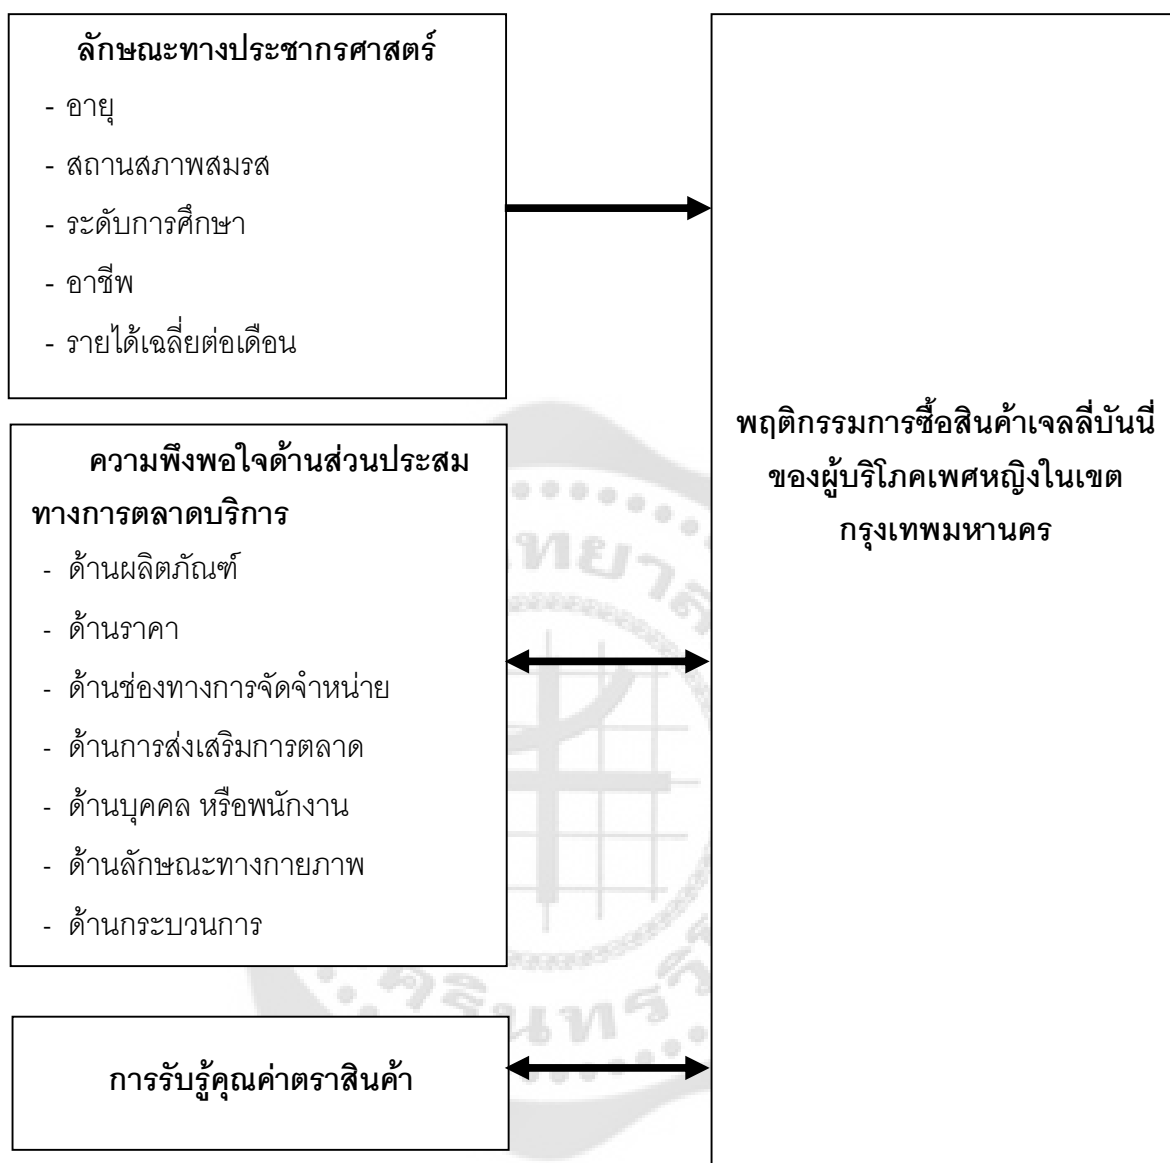 ลักษณะทางประชากรศาสตร์
- อายุ
- สถานสภาพสมรส
- ระดับการศึกษา
- อาชีพ
- รายได้เฉลี่ยต่อเดือน
ความพึงพอใจด้านส่วนประสม
ทางการตลาดบริการ
- ด้านผลิตภัณฑ์
- ด้านราคา
- ด้านช่องทางการจัดจำหน่าย
- ด้านการส่งเสริมการตลาด
- ด้านบุคคล หรือพนักงาน
- ด้านลักษณะทางกายภาพ
- ด้านกระบวนการ
การรับรู้คุณค่าตราสินค้า
พฤติกรรมการซื้อสินค้าเจลลี่บันนี่
ของผู้บริโภคเพศหญิงในเขต
กรุงเทพมหานคร